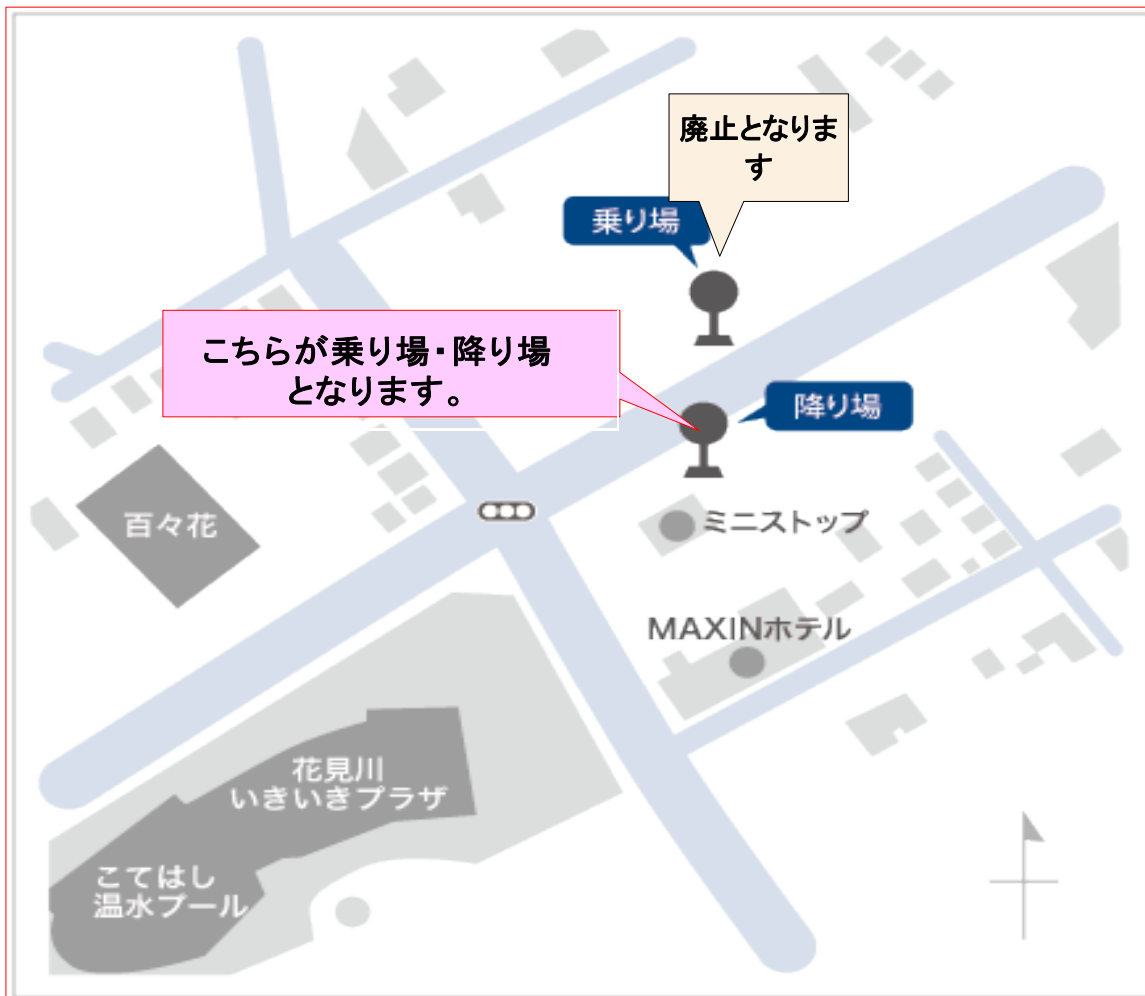 廃止となりま
す
乗り場
こちらが乗り場・降り場
となります。
降り場
百々花
ミニストップ
MAXINホテル
花見川
いきいきプラザ
こてはし
温水プール